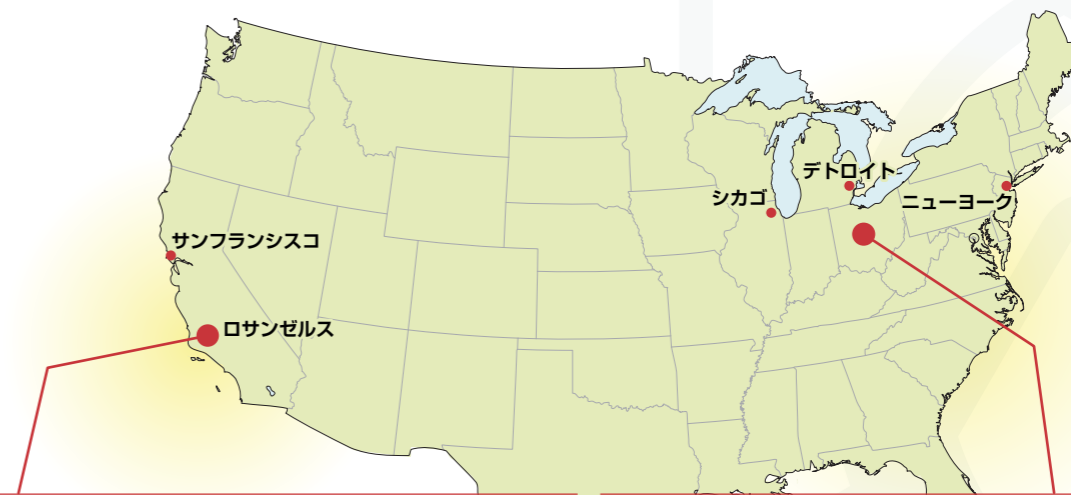 デトロイト
シカゴ
ニューヨーク
サンフランシスコ
ロサンゼルス